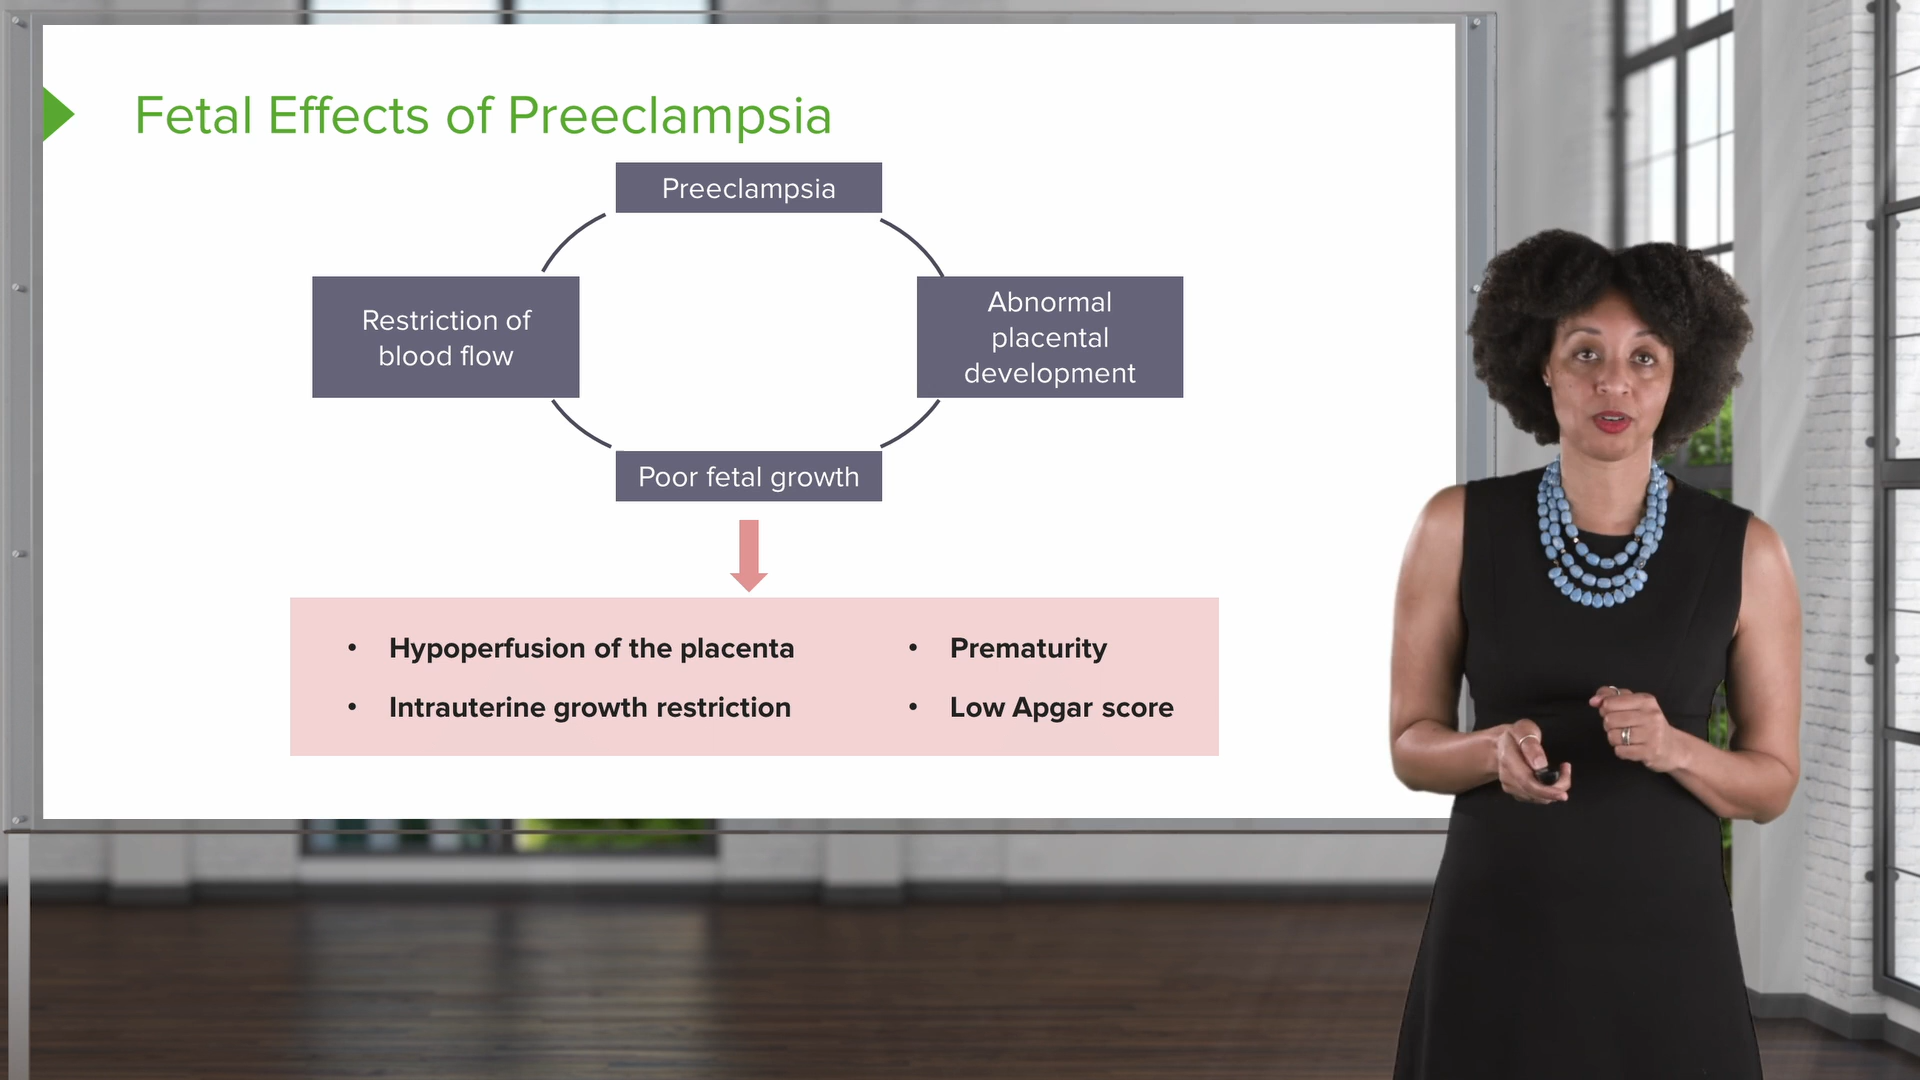 Fetal Effects of Preeclampsia
Preeclampsia
Restriction of
blood flow
Abnormal
placental
development
Poor fetal growth
• Hypoperfusion of the placenta
• Intrauterine growth restriction
• Prematurity
• Low Apgar score